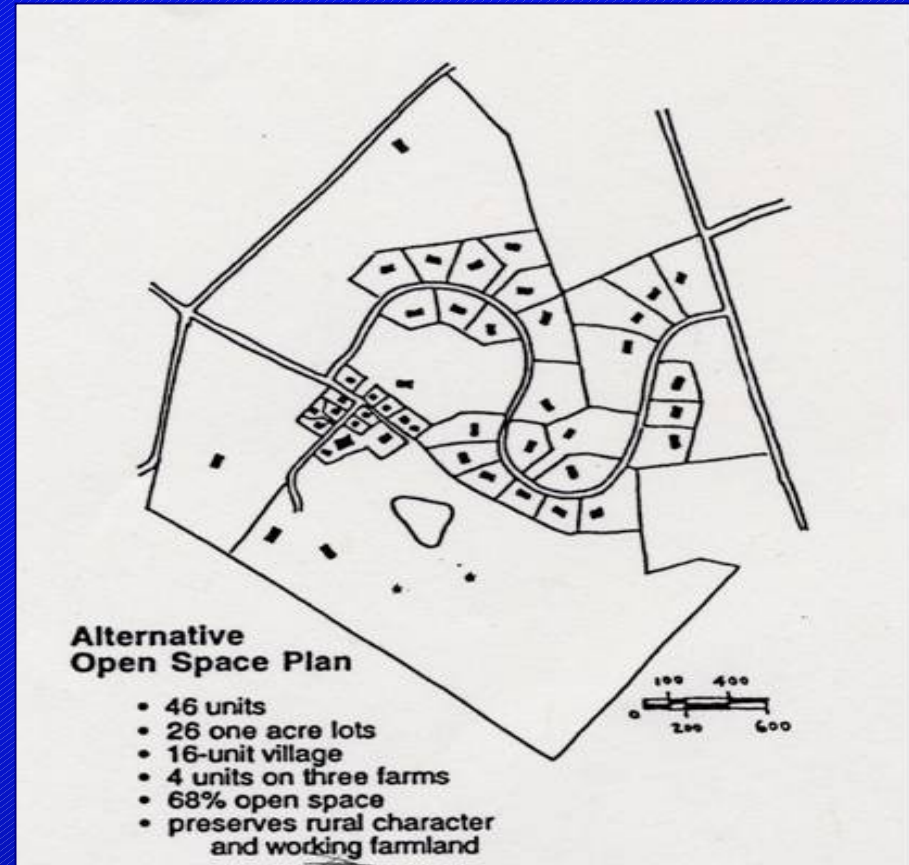 Alternative
Open Space Plan
• 46 units
• 26 one acre lots
• 16-unit village
• 4 units on three farms
• 68% open space
• preserves rural character
and working farmland
100 400
0 200 600